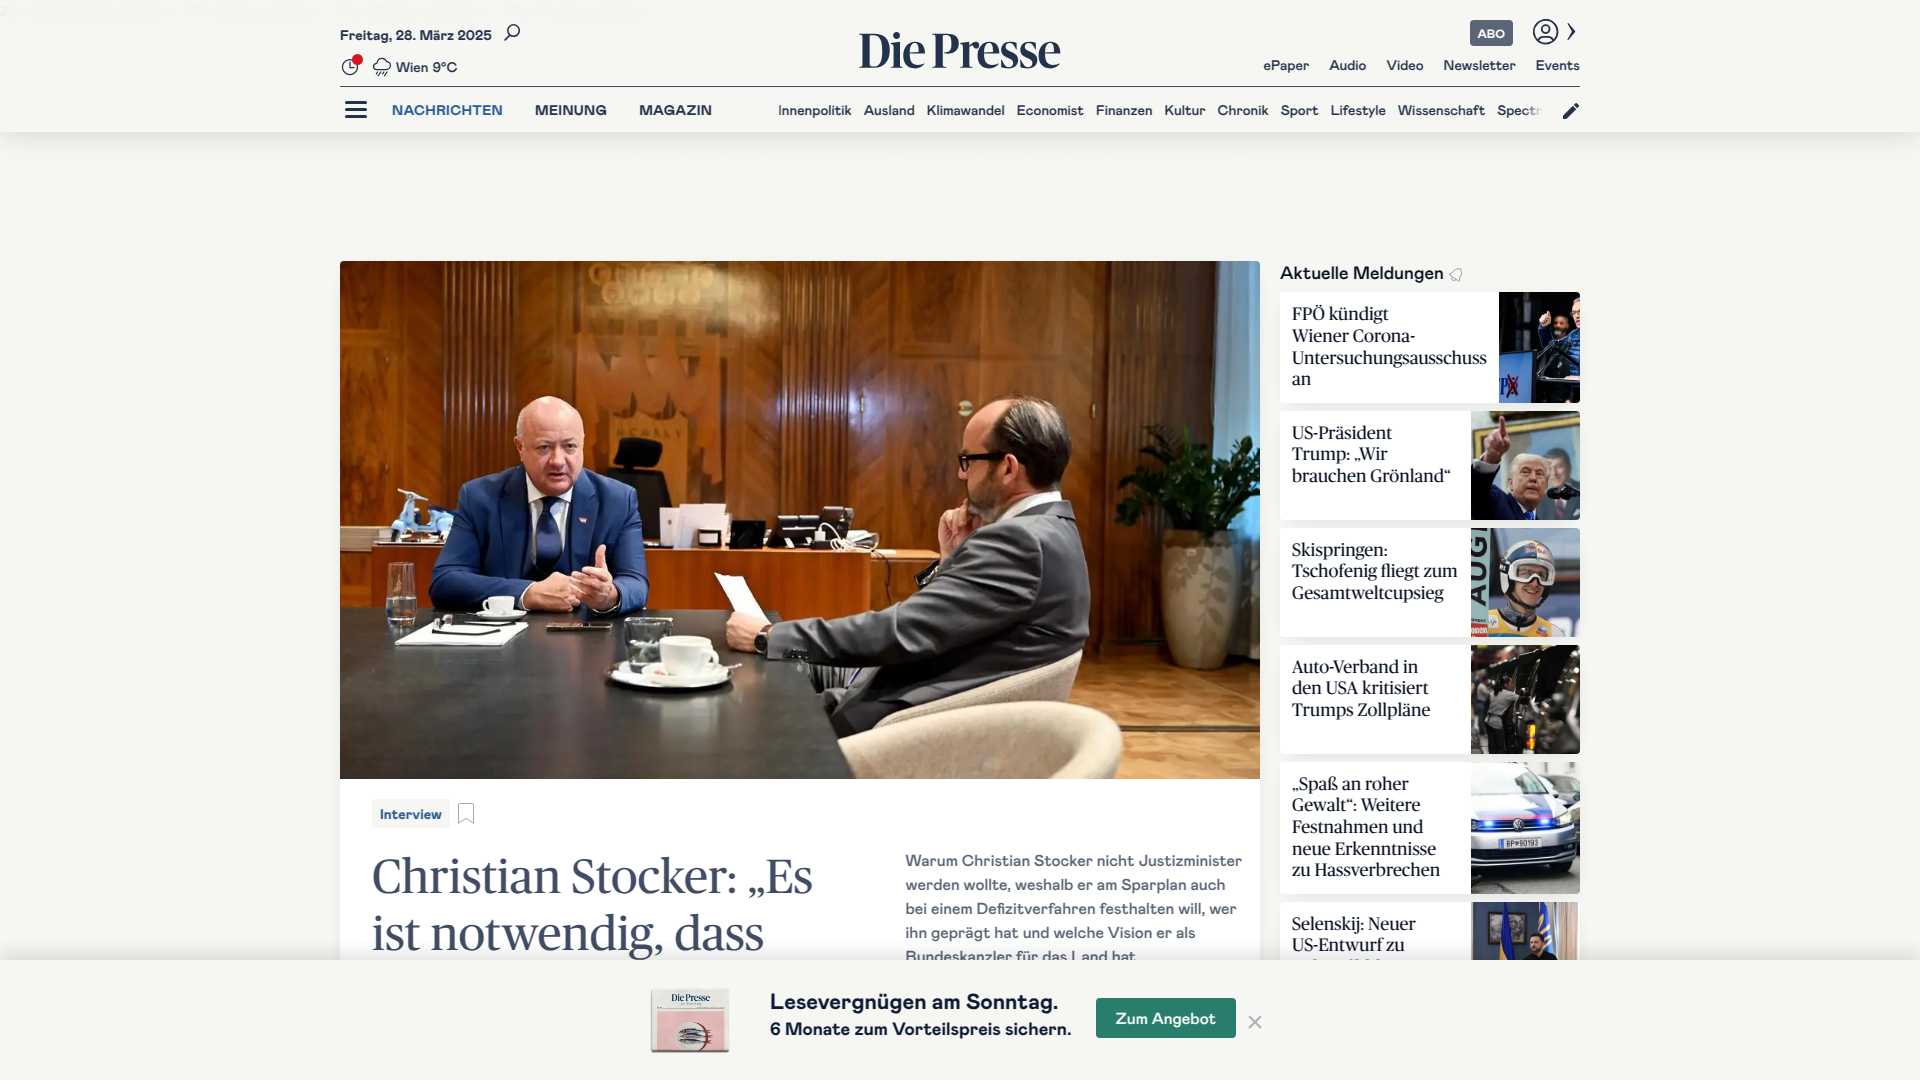 Freitag, 28. März 2025
Wien 9°C
Die Presse
ABO
ePaper Audio Video Newsletter Events
NACHRICHTEN MEINUNG MAGAZIN
Innenpolitik Ausland Klimawandel Economist Finanzen Kultur Chronik Sport Lifestyle Wissenschaft Spectr
Interview
Christian Stocker: „Es
ist notwendig, dass
Warum Christian Stocker nicht Justizminister
werden wollte, weshalb er am Sparplan auch
bei einem Defizitverfahren festhalten will, wer
ihn geprägt hat und welche Vision er als
Bundeskanzler für das Land hat.
Aktuelle Meldungen
FPÖ kündigt
Wiener Corona-
Untersuchungsausschuss
an
US-Präsident
Trump: „Wir
brauchen Grönland“
Skispringen:
Tschofenig fliegt zum
Gesamtweltcupsieg
AUG
Auto-Verband in
den USA kritisiert
Trumps Zollpläne
„Spaß an roher
Gewalt“: Weitere
Festnahmen und
neue Erkenntnisse
zu Hassverbrechen
BP 90193
Selenskij: Neuer
US-Entwurf zu
Die Presse
Lesevergnügen am Sonntag.
6 Monate zum Vorteilspreis sichern.
Zum Angebot